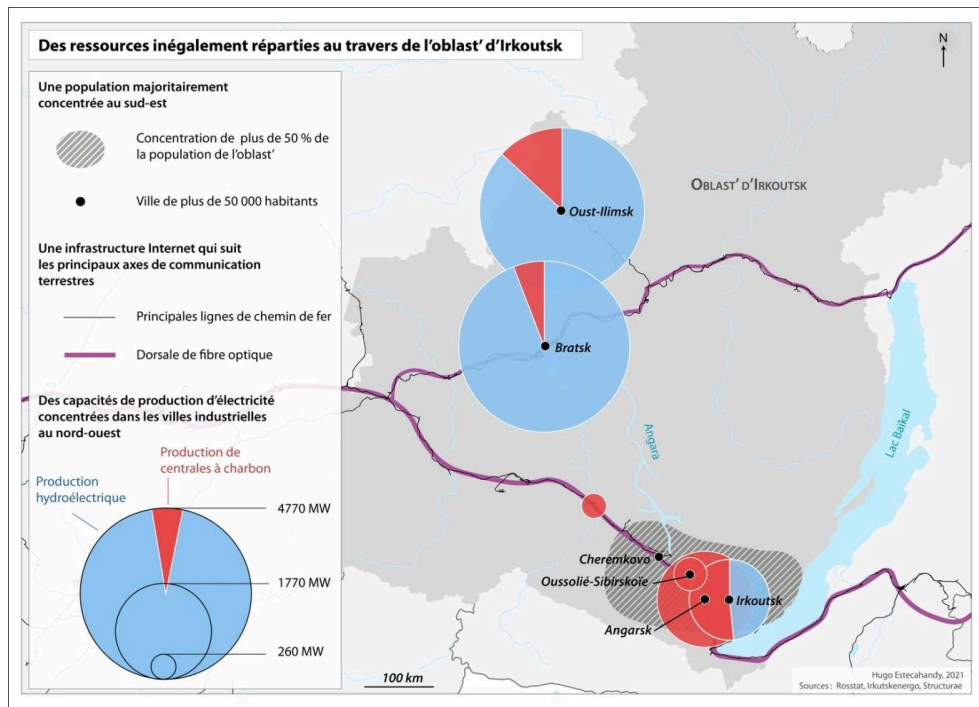 Des ressources inégalement réparties au travers de l'oblast' d'Irkoutsk
N
Une population majoritairement
concentrée au sud-est
Concentration de plus de 50 % de
la population de l'oblast'
Ville de plus de 50 000 habitants
Une infrastructure Internet qui suit
les principaux axes de communication
terrestres
Principales lignes de chemin de fer
Dorsale de fibre optique
Des capacités de production d'électricité
concentrées dans les villes industrielles
au nord-ouest
Production de
centrales à charbon
Production
hydroélectrique
4770 MW
1770 MW
260 MW
OBLAST' D'IRKOUTSK
Oust-Ilimsk
Bratsk
Angara
Lac Baïkal
Cheremkovo
Oussolié-Sibirskoïe
Irkoutsk
Angarsk
100 km
Hugo Estecahandy, 2021
Sources : Rosstat, Irkutskenergo, Structurae